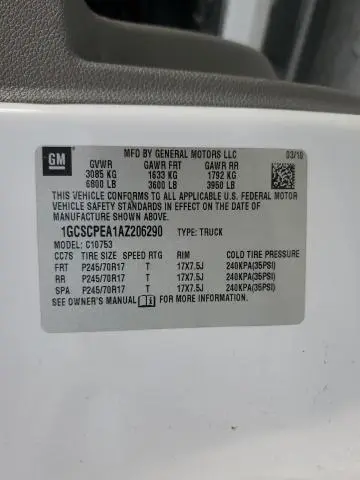 GM
MFD BY GENERAL MOTORS LLC 03/10
GVWR GAWR FRT GAWR RR
3085 KG 1633 KG 1792 KG
6800 LB 3600 LB 3950 LB
THIS VEHICLE CONFORMS TO ALL APPLICABLE U.S. FEDERAL MOTOR
VEHICLE SAFETY STANDARDS IN EFFECT ON THE DATE OF
MANUFACTURE SHOWN ABOVE.
1GCSCPEA1AZ206290 TYPE: TRUCK
MODEL: C10753
CC7S TIRE SIZE SPEED RTG RIM COLD TIRE PRESSURE
FRT P245/70R17 T 17X7.5J 240KPA(35PSI)
RR P245/70R17 T 17X7.5J 240KPA(35PSI)
SPA P245/70R17 T 17X7.5J 240KPA(35PSI)
SEE OWNER'S MANUAL FOR MORE INFORMATION.